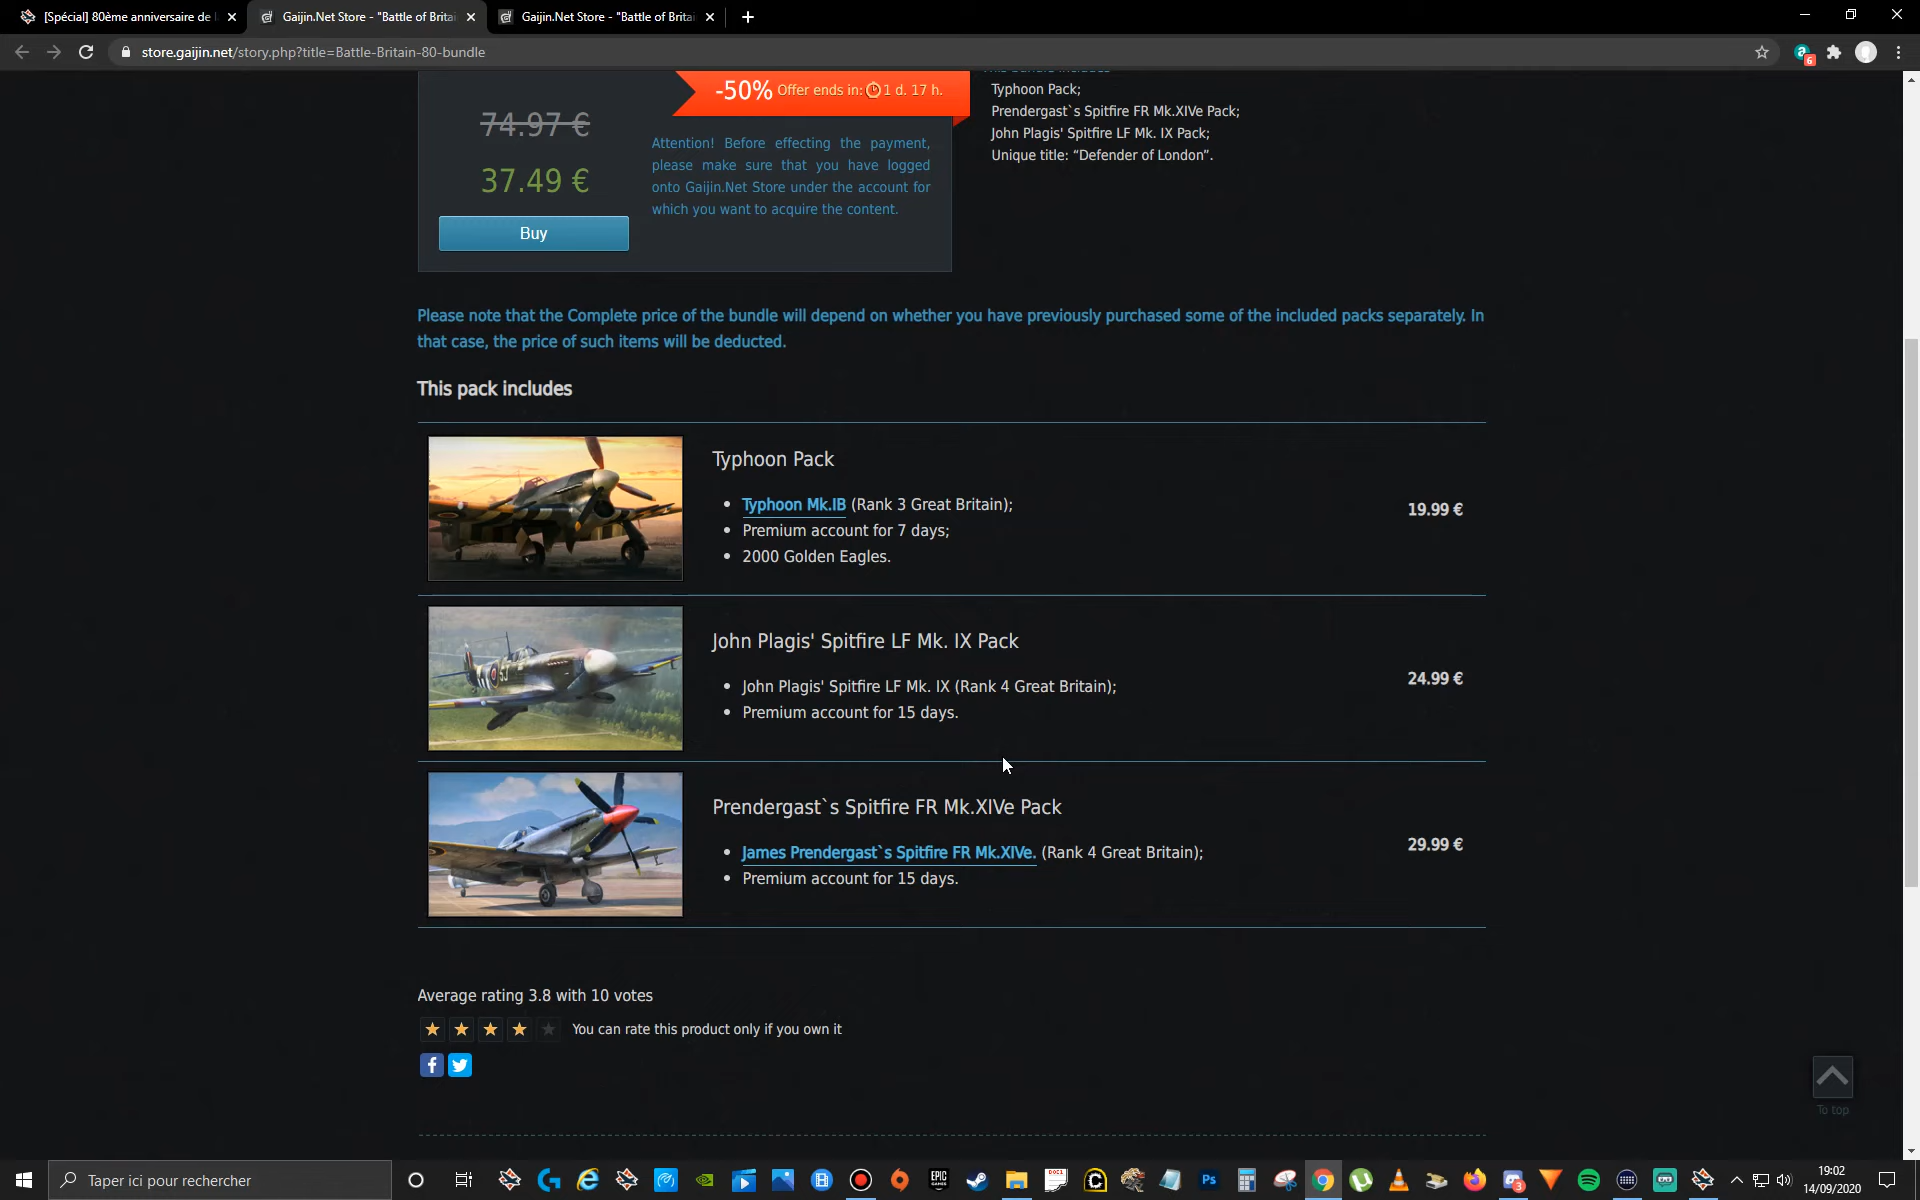 [Spécial] 80ème anniversaire de
Gaijin.Net Store - "Battle of Britai
Gaijin.Net Store - "Battle of Britai
store.gaijin.net/story.php?title=Battle-Britain-80-bundle
6
-50% Offer ends in: 1 d. 17 h.
74.97 €
37.49 €
Buy
Attention! Before effecting the payment,
please make sure that you have logged
onto Gaijin.Net Store under the account for
which you want to acquire the content.
This bundle includes
Typhoon Pack;
Prendergast`s Spitfire FR Mk.XIVe Pack;
John Plagis' Spitfire LF Mk. IX Pack;
Unique title: “Defender of London”.
Please note that the Complete price of the bundle will depend on whether you have previously purchased some of the included packs separately. In
that case, the price of such items will be deducted.
This pack includes
Typhoon Pack
Typhoon Mk.IB (Rank 3 Great Britain);
Premium account for 7 days;
2000 Golden Eagles.
19.99 €
John Plagis' Spitfire LF Mk. IX Pack
John Plagis' Spitfire LF Mk. IX (Rank 4 Great Britain);
Premium account for 15 days.
24.99 €
Prendergast`s Spitfire FR Mk.XIVe Pack
James Prendergast`s Spitfire FR Mk.XIVe. (Rank 4 Great Britain);
Premium account for 15 days.
29.99 €
Average rating 3.8 with 10 votes
You can rate this product only if you own it
To top
Taper ici pour rechercher
EPIC
GAMES
Ps
3
19:02
14/09/2020